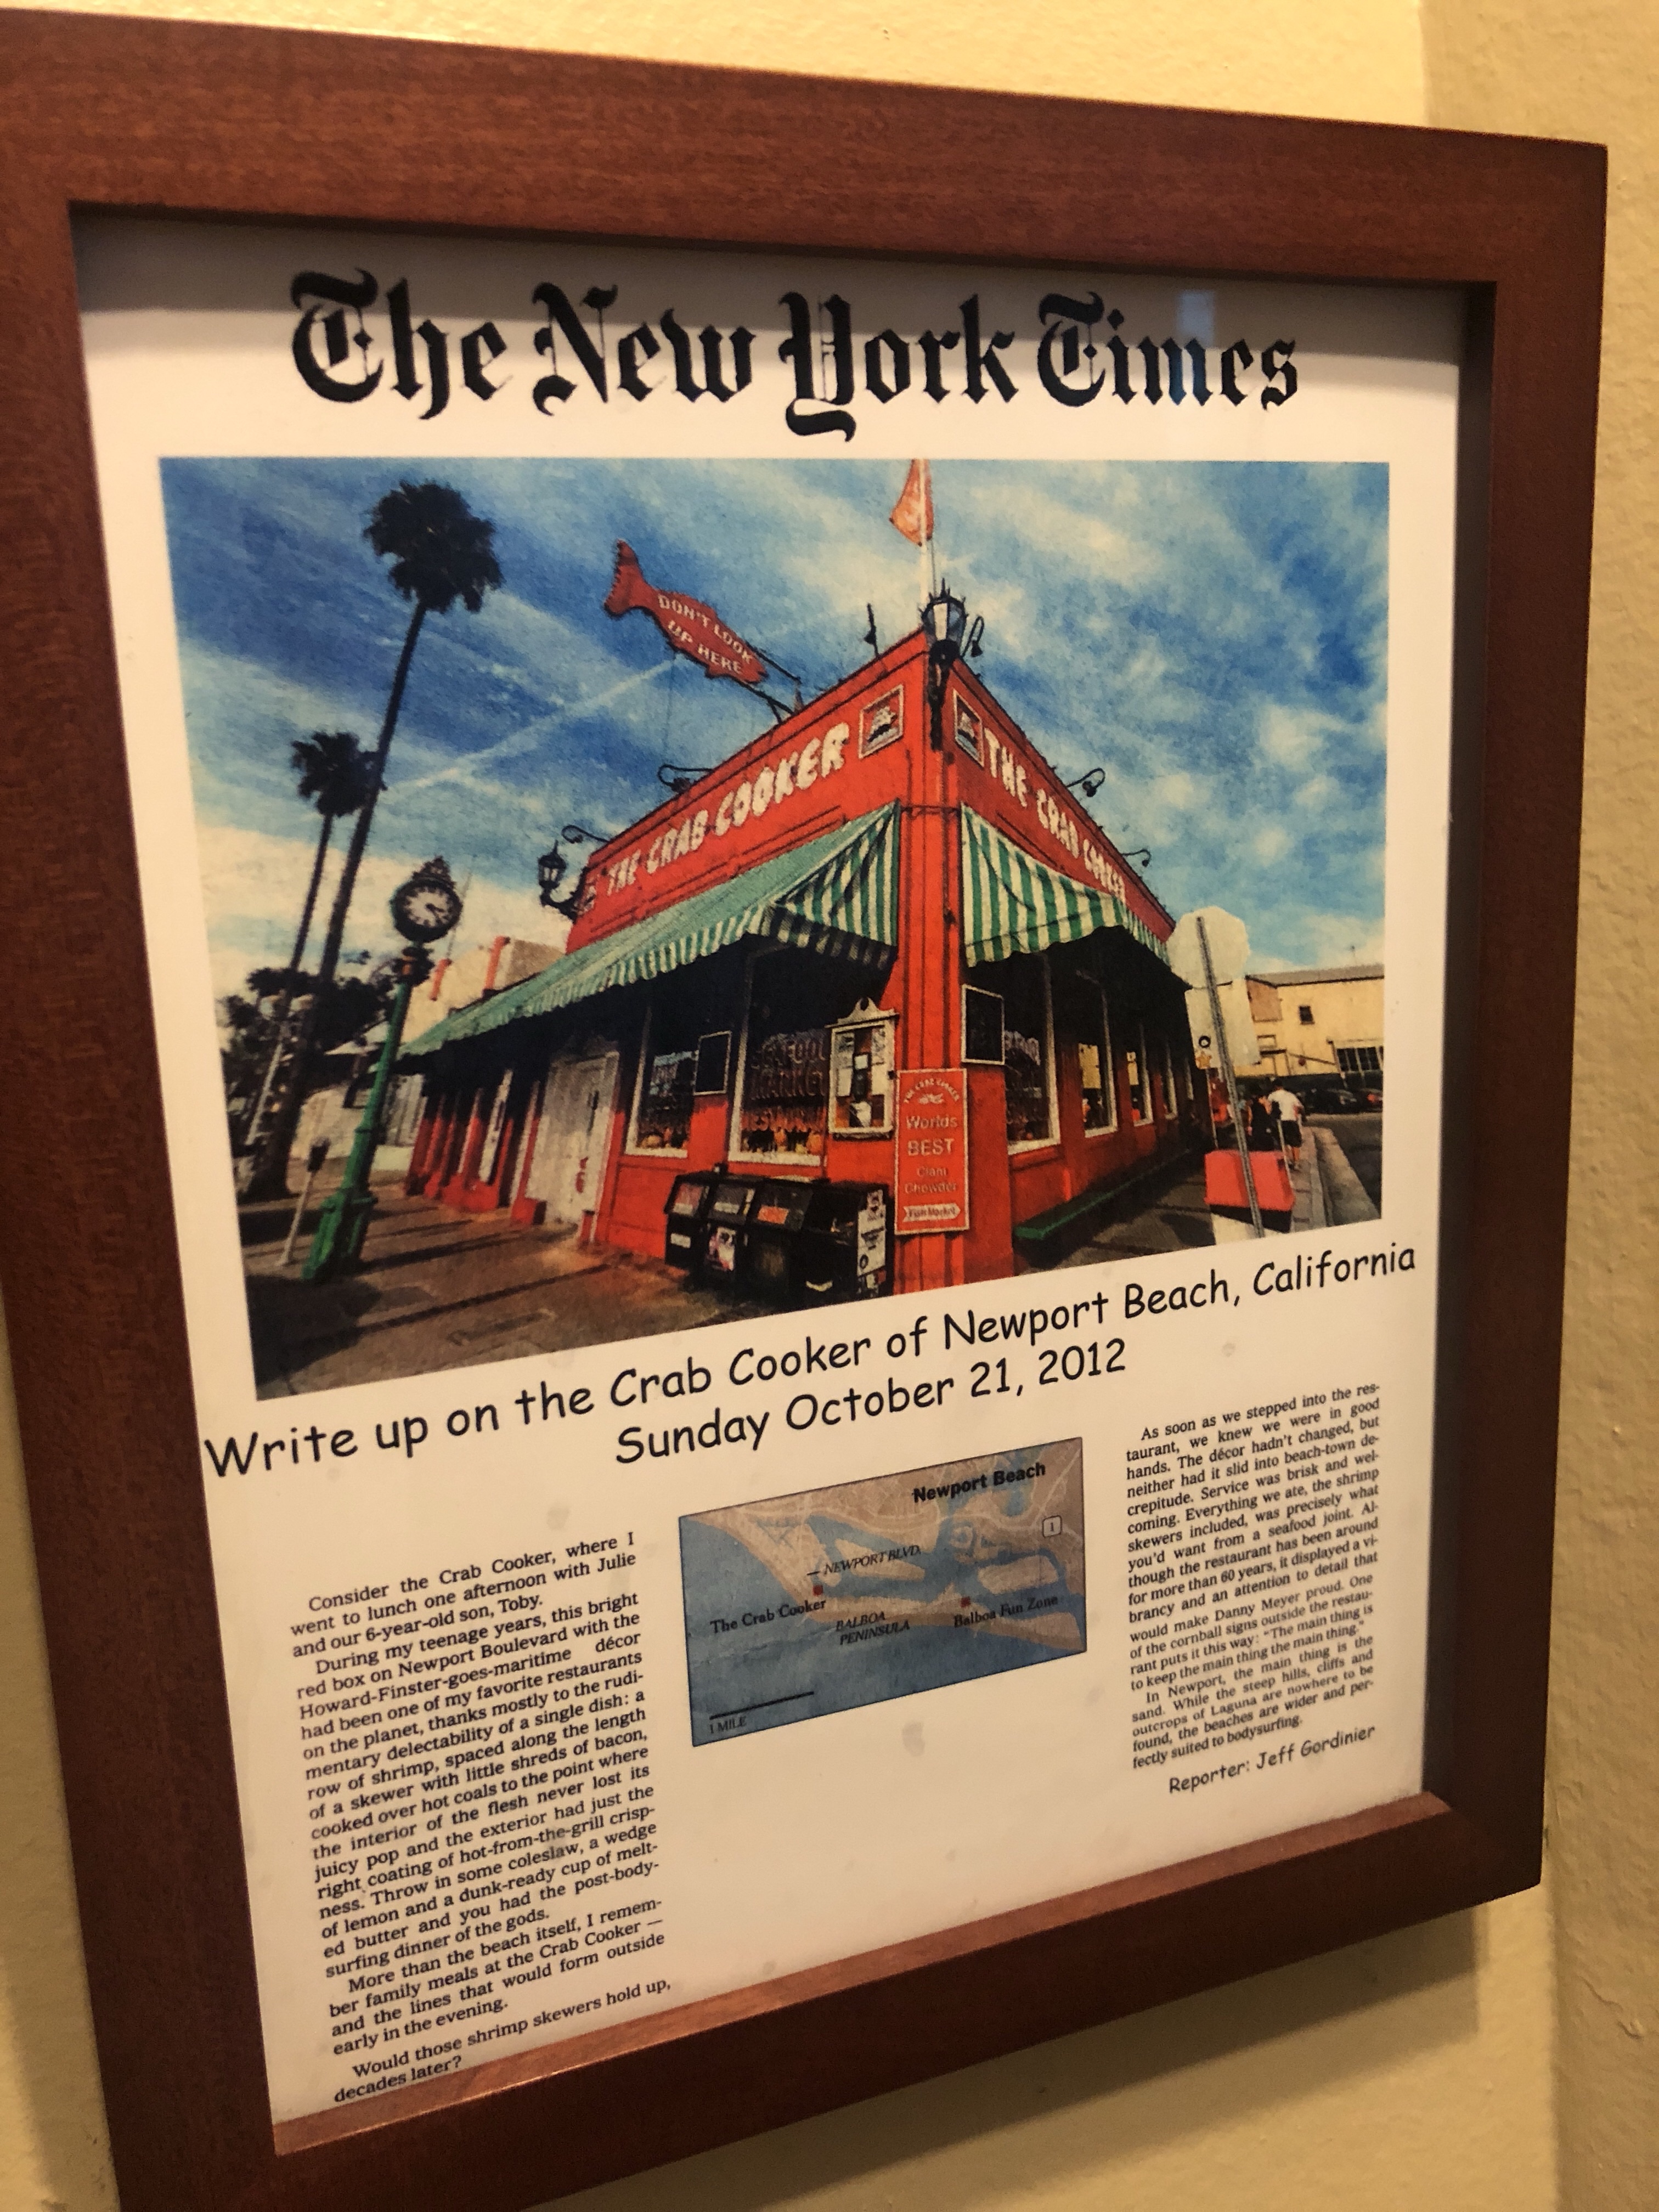 The New York Times
DON'T LOOK
UP HERE
THE CRAB COOKER
THE CRAB COOKER
Worlds
BEST
Clam
Chowder
Fish Market
Write up on the Crab Cooker of Newport Beach, California
Sunday October 21, 2012
Consider the Crab Cooker, where I
went to lunch one afternoon with Julie
and our 6-year-old son, Toby.
During my teenage years, this bright
red box on Newport Boulevard with the
Howard-Finster-goes-maritime décor
had been one of my favorite restaurants
on the planet, thanks mostly to the rudi-
mentary delectability of a single dish: a
row of shrimp, spaced along the length
of a skewer with little shreds of bacon,
cooked over hot coals to the point where
the interior of the flesh never lost its
juicy pop and the exterior had just the
right coating of hot-from-the-grill crisp-
ness. Throw in some coleslaw, a wedge
of lemon and a dunk-ready cup of melt-
ed butter and you had the post-body-
surfing dinner of the gods.
More than the beach itself, I remem-
ber family meals at the Crab Cooker —
and the lines that would form outside
early in the evening.
Would those shrimp skewers hold up,
decades later?
Newport Beach
1
NEWPORT BLVD.
The Crab Cooker
BALBOA
PENINSULA
Balboa Fun Zone
1 MILE
As soon as we stepped into the res-
taurant, we knew we were in good
hands. The décor hadn't changed, but
neither had it slid into beach-town de-
crepitude. Service was brisk and wel-
coming. Everything we ate, the shrimp
skewers included, was precisely what
you'd want from a seafood joint. Al-
though the restaurant has been around
for more than 60 years, it displayed a vi-
brancy and an attention to detail that
would make Danny Meyer proud. One
of the cornball signs outside the restau-
rant puts it this way: "The main thing is
to keep the main thing the main thing."
In Newport, the main thing is the
sand. While the steep hills, cliffs and
outcrops of Laguna are nowhere to be
found, the beaches are wider and per-
fectly suited to bodysurfing.
Reporter: Jeff Gordinier